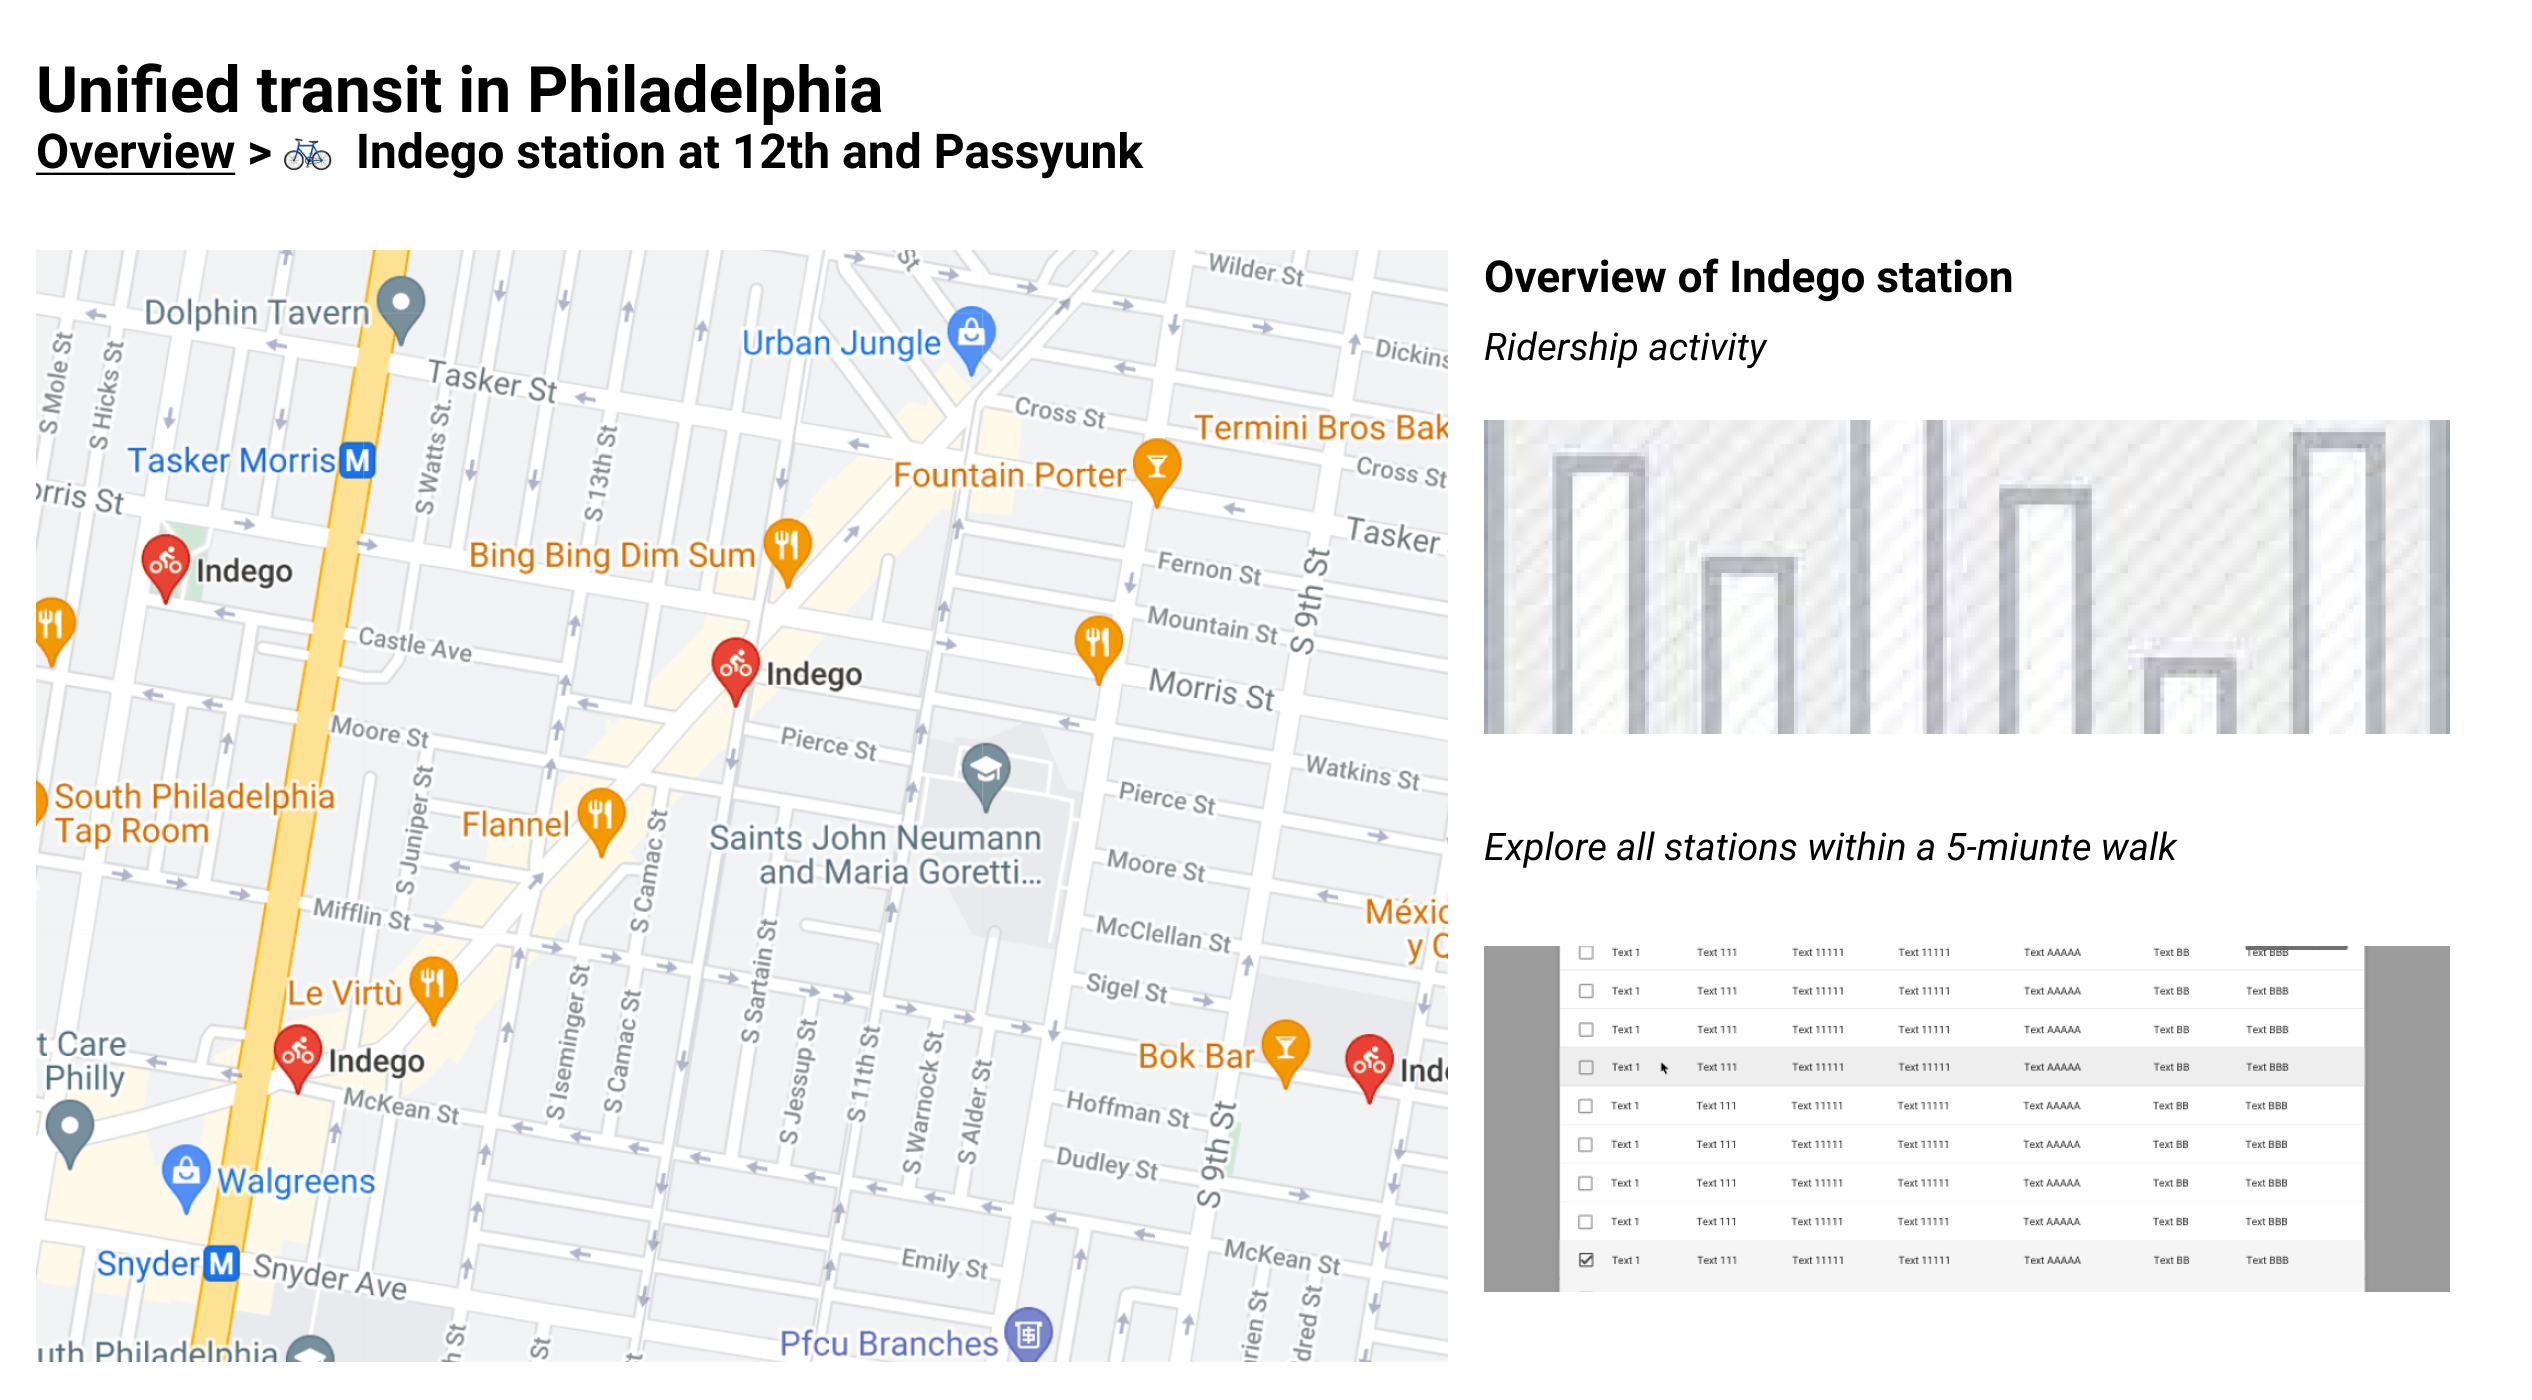 Unified transit in Philadelphia
Overview > 🚲 Indego station at 12th and Passyunk
Wilder St
St
Dolphin Tavern
Urban Jungle
Dickins
S Mole St
S Hicks St
Tasker St
Cross St
Termini Bros Bak
S Watts St.
S 13th St
Tasker Morris M
Fountain Porter
Cross St
orris St
Tasker
Bing Bing Dim Sum
Indego
Fernon St
S 9th St
Mountain St
Castle Ave
Indego
Morris St
Moore St
Pierce St
Watkins St
South Philadelphia
Tap Room
S Juniper St
Pierce St
Flannel
S Camac St
Saints John Neumann
and Maria Goretti...
Moore St
Mifflin St
McClellan St
Méxic
y C
S Sartain St
Sigel St
Le Virtù
S Iseminger St
S Camac St
t Care
Philly
Indego
Bok Bar
Inde
McKean St
S Jessup St
S 11th St
S Warnock St
S Alder St
Hoffman St
S 9th St
Dudley St
Walgreens
Snyder M
Snyder Ave
Emily St
McKean St
rien St
dred St
Pfcu Branches
uth Philadelphia
h St
St
Overview of Indego station
Ridership activity
Explore all stations within a 5-miunte walk
Text 1 Text 111 Text 11111 Text 11111 Text AAAAA Text BB Text BBB
Text 1 Text 111 Text 11111 Text 11111 Text AAAAA Text BB Text BBB
Text 1 Text 111 Text 11111 Text 11111 Text AAAAA Text BB Text BBB
Text 1 Text 111 Text 11111 Text 11111 Text AAAAA Text BB Text BBB
Text 1 Text 111 Text 11111 Text 11111 Text AAAAA Text BB Text BBB
Text 1 Text 111 Text 11111 Text 11111 Text AAAAA Text BB Text BBB
Text 1 Text 111 Text 11111 Text 11111 Text AAAAA Text BB Text BBB
Text 1 Text 111 Text 11111 Text 11111 Text AAAAA Text BB Text BBB
Text 1 Text 111 Text 11111 Text 11111 Text AAAAA Text BB Text BBB